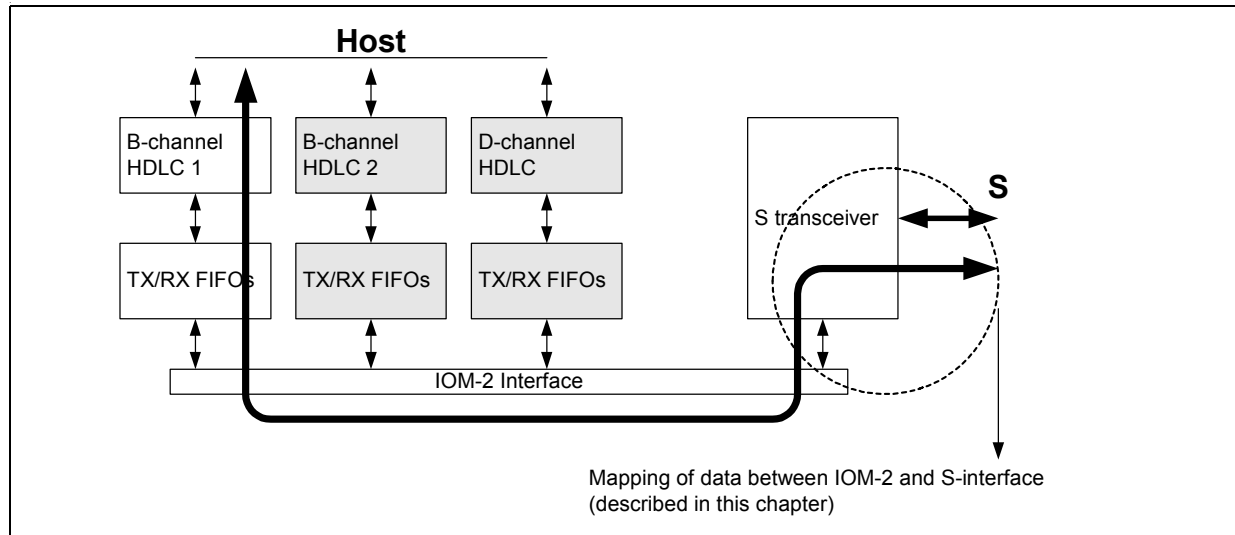 Host
B-channel
HDLC 1
B-channel
HDLC 2
D-channel
HDLC
S transceiver
S
TX/RX FIFOs
TX/RX FIFOs
TX/RX FIFOs
IOM-2 Interface
Mapping of data between IOM-2 and S-interface
(described in this chapter)